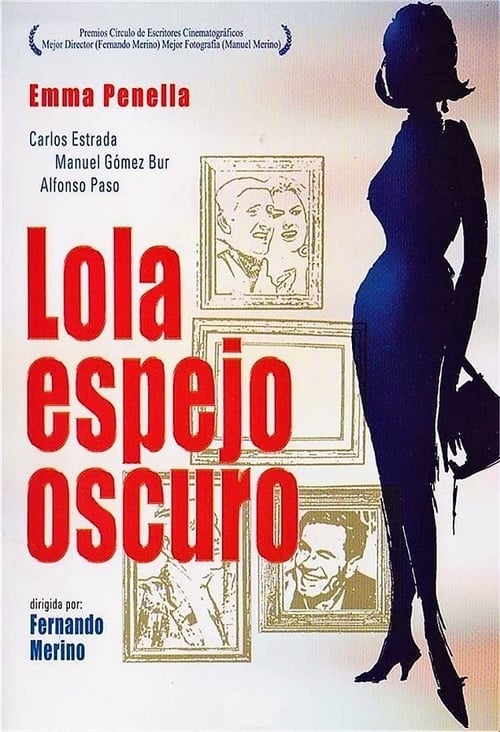 Premios Círculo de Escritores Cinematográficos
Mejor Director (Fernando Merino) Mejor Fotografía (Manuel Merino)
Emma Penella
Carlos Estrada
Manuel Gómez Bur
Alfonso Paso
Lola
espejo
oscuro
dirigida por:
Fernando
Merino